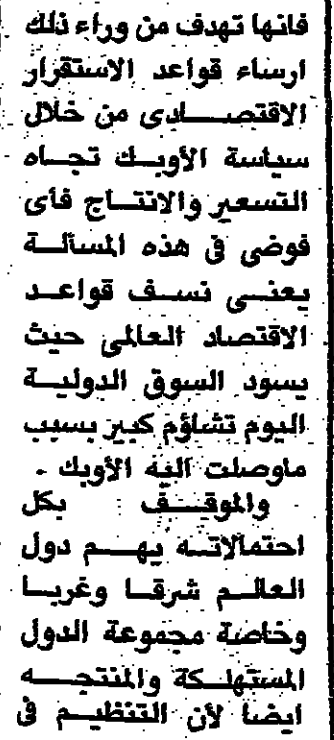 فانها تهدف من وراء ذلك
ارساء قواعد الاستقرار
الاقتصادى من خلال
سياسة الأوبك تجاه
التسعير والانتاج فأى
فوضى فى هذه المسألة
يعنى نسف قواعد
الاقتصاد العالمى حيث
يسود السوق الدولية
اليوم تشاؤم كبير بسبب
ماوصلت اليه الأوبك .
والموقف بكل
احتمالاته يهم دول
العالم شرقا وغربا
وخاصة مجموعة الدول
المستهلكة والمنتجه
ايضا لأن التنظيم فى